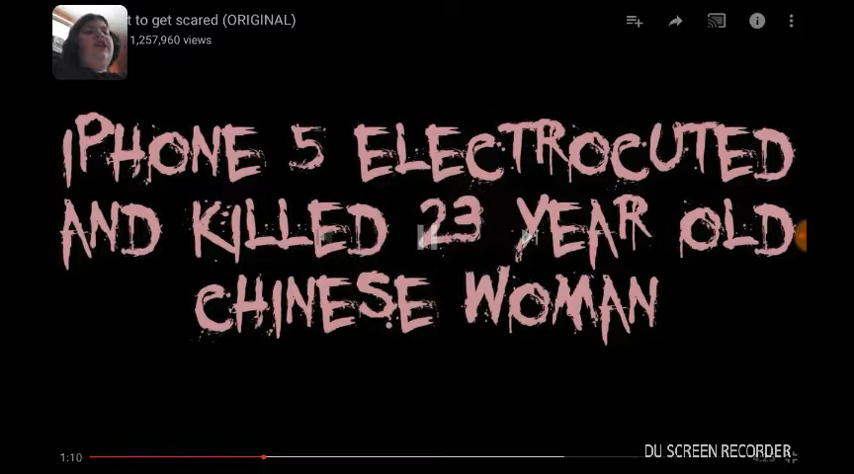 t to get scared (ORIGINAL)
1,257,960 views
IPHONE 5 ELECTROCUTED
AND KILLED 23 YEAR OLD
CHINESE WOMAN
1:10
DU SCREEN RECORDER